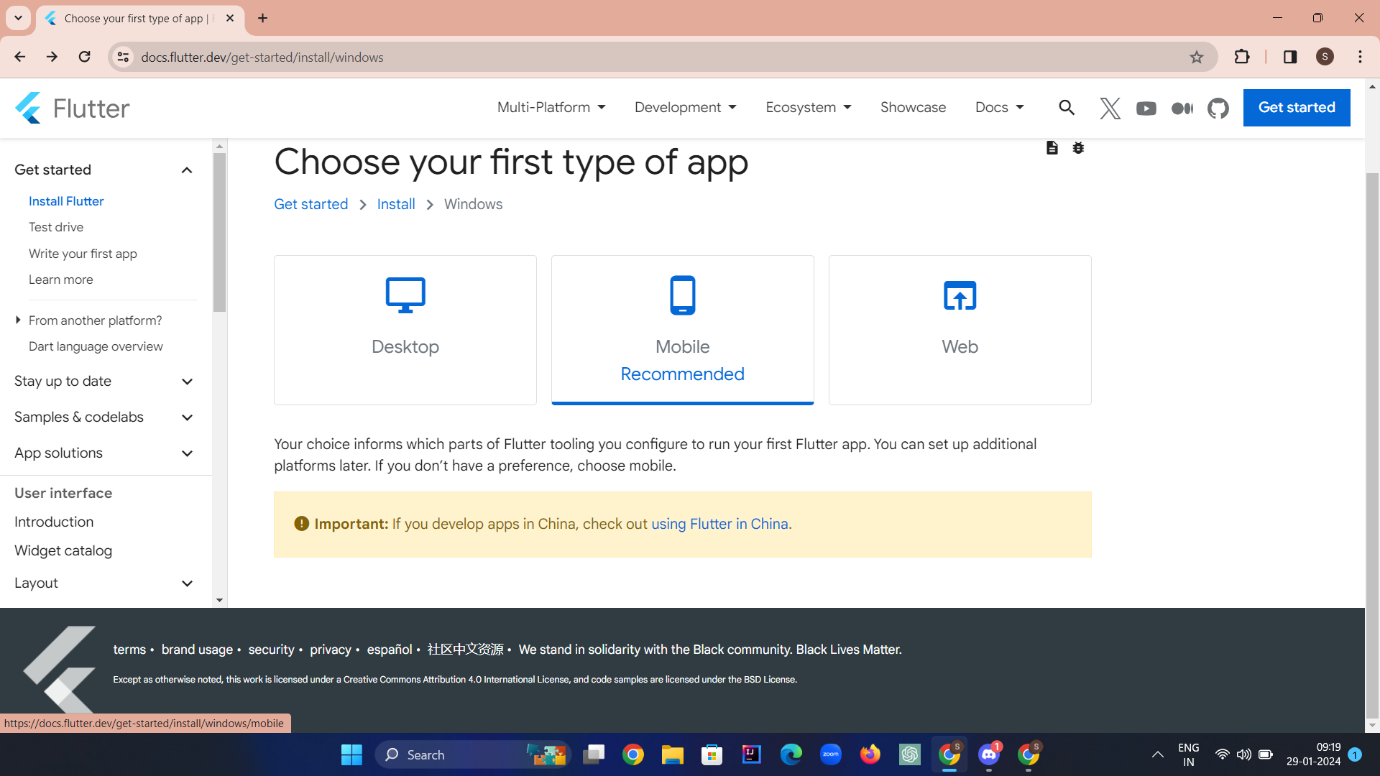 Choose your first type of app |
docs.flutter.dev/get-started/install/windows
S
Flutter
Multi-Platform
Development
Ecosystem
Showcase
Docs
Get started
Get started
Install Flutter
Test drive
Write your first app
Learn more
From another platform?
Dart language overview
Stay up to date
Samples & codelabs
App solutions
User interface
Introduction
Widget catalog
Layout
Choose your first type of app
Get started > Install > Windows
Desktop
Mobile
Recommended
Web
Your choice informs which parts of Flutter tooling you configure to run your first Flutter app. You can set up additional
platforms later. If you don’t have a preference, choose mobile.
Important: If you develop apps in China, check out using Flutter in China.
terms • brand usage • security • privacy • español • 社区中文资源 • We stand in solidarity with the Black community. Black Lives Matter.
Except as otherwise noted, this work is licensed under a Creative Commons Attribution 4.0 International License, and code samples are licensed under the BSD License.
https://docs.flutter.dev/get-started/install/windows/mobile
Search
zoom
S
1
S
ENG
IN
09:19
29-01-2024
1